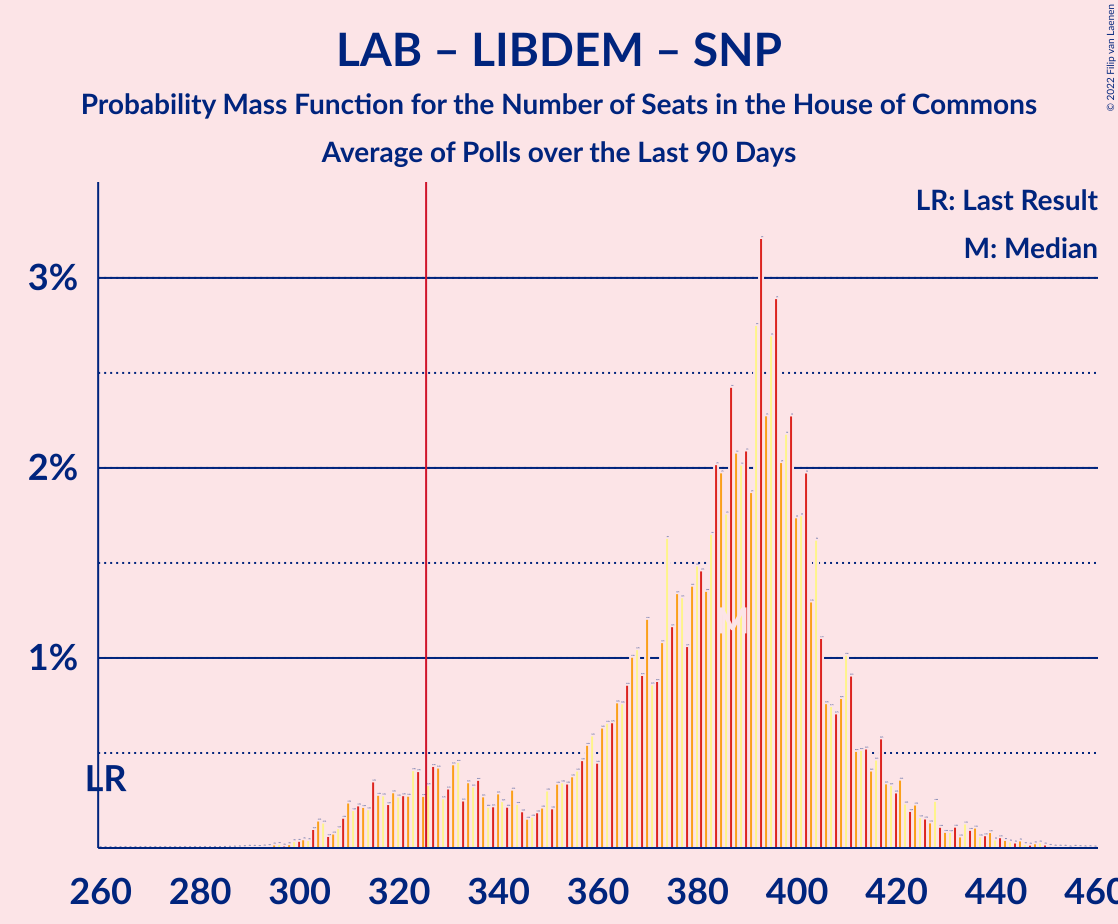 LAB – LIBDEM – SNP
Probability Mass Function for the Number of Seats in the House of Commons
Average of Polls over the Last 90 Days
© 2022 Filip van Laenen
LR: Last Result
M: Median
3%
2%
1%
M
LR
260 280 300 320 340 360 380 400 420 440 460